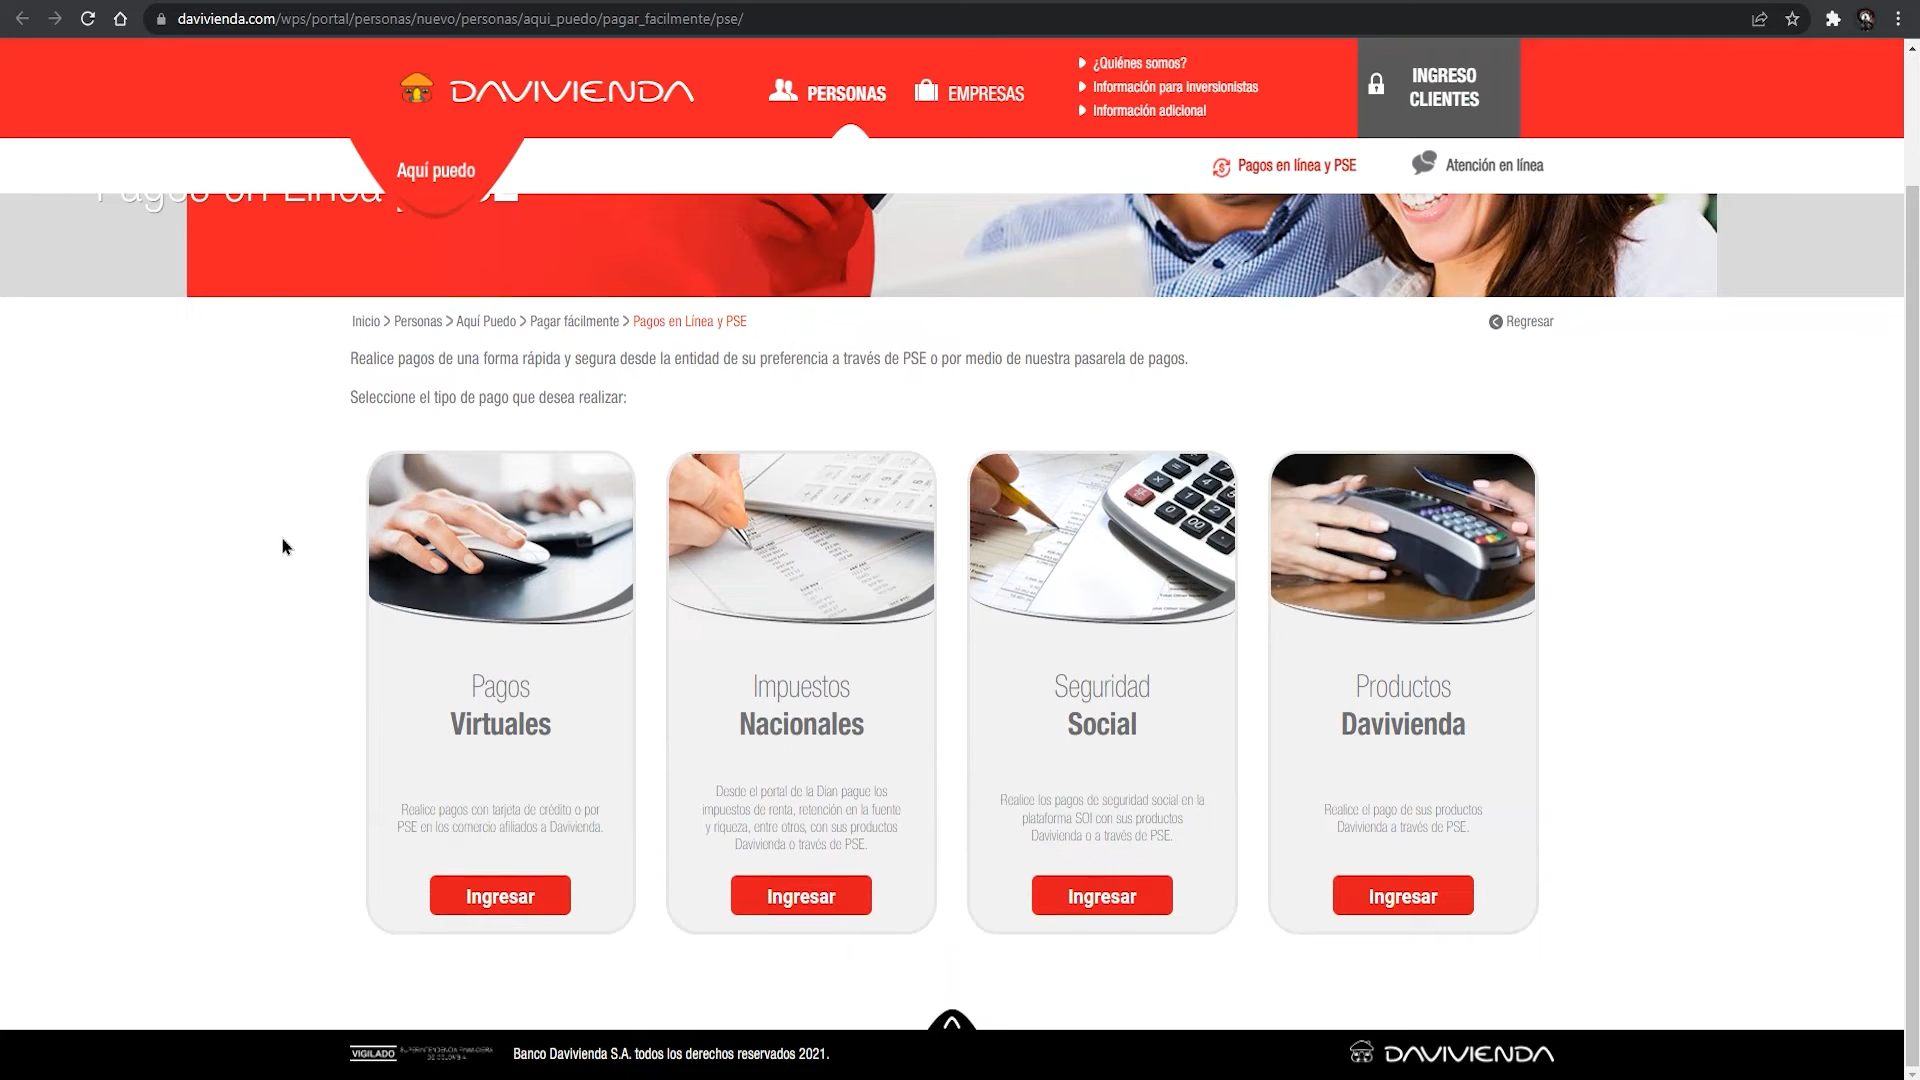 davivienda.com/wps/portal/personas/nuevo/personas/aqui_puedo/pagar_facilmente/pse/
DAVIVIENDA
PERSONAS
EMPRESAS
¿Quiénes somos?
Información para inversionistas
Información adicional
INGRESO
CLIENTES
Aquí puedo
Pagos en línea y PSE
Atención en línea
Inicio > Personas > Aquí Puedo > Pagar fácilmente > Pagos en Línea y PSE
Regresar
Realice pagos de una forma rápida y segura desde la entidad de su preferencia a través de PSE o por medio de nuestra pasarela de pagos.
Seleccione el tipo de pago que desea realizar:
Pagos
Virtuales
Realice pagos con tarjeta de crédito o por
PSE en los comercio afiliados a Davivienda.
Ingresar
Impuestos
Nacionales
Desde el portal de la Dian pague los
impuestos de renta, retención en la fuente
y riqueza, entre otros, con sus productos
Davivienda o través de PSE.
Ingresar
Seguridad
Social
Realice los pagos de seguridad social en la
plataforma SOI con sus productos
Davivienda o a través de PSE.
Ingresar
Productos
Davivienda
Realice el pago de sus productos
Davivienda a través de PSE.
Ingresar
VIGILADO
SUPERINTENDENCIA FINANCIERA
DE COLOMBIA
Banco Davivienda S.A. todos los derechos reservados 2021.
DAVIVIENDA